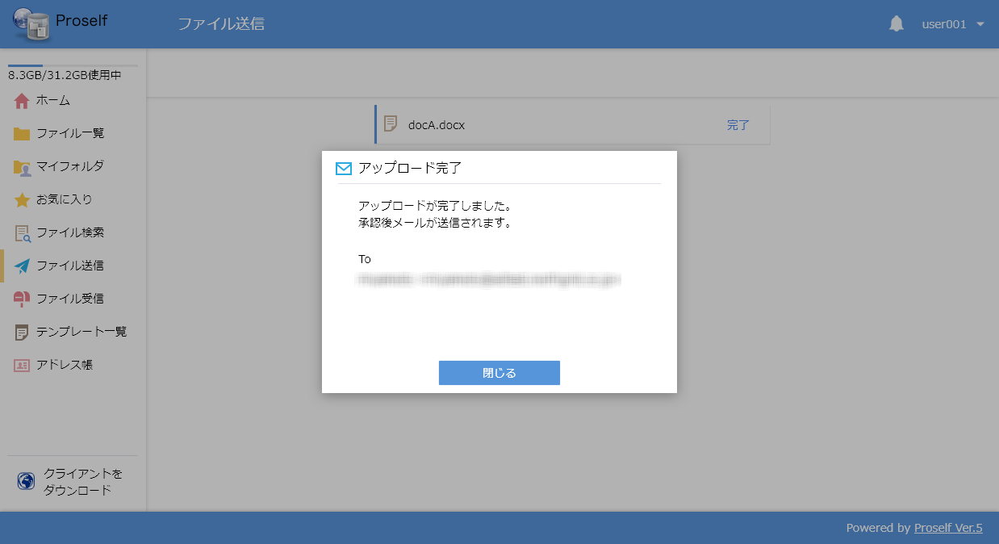 Proself
ファイル送信
user001
8.3GB/31.2GB使用中
ホーム
ファイル一覧
マイフォルダ
お気に入り
ファイル検索
ファイル送信
ファイル受信
テンプレート一覧
アドレス帳
クライアントを
ダウンロード
docA.docx 完了
アップロード完了
アップロードが完了しました。
承認後メールが送信されます。
To
閉じる
Powered by Proself Ver.5